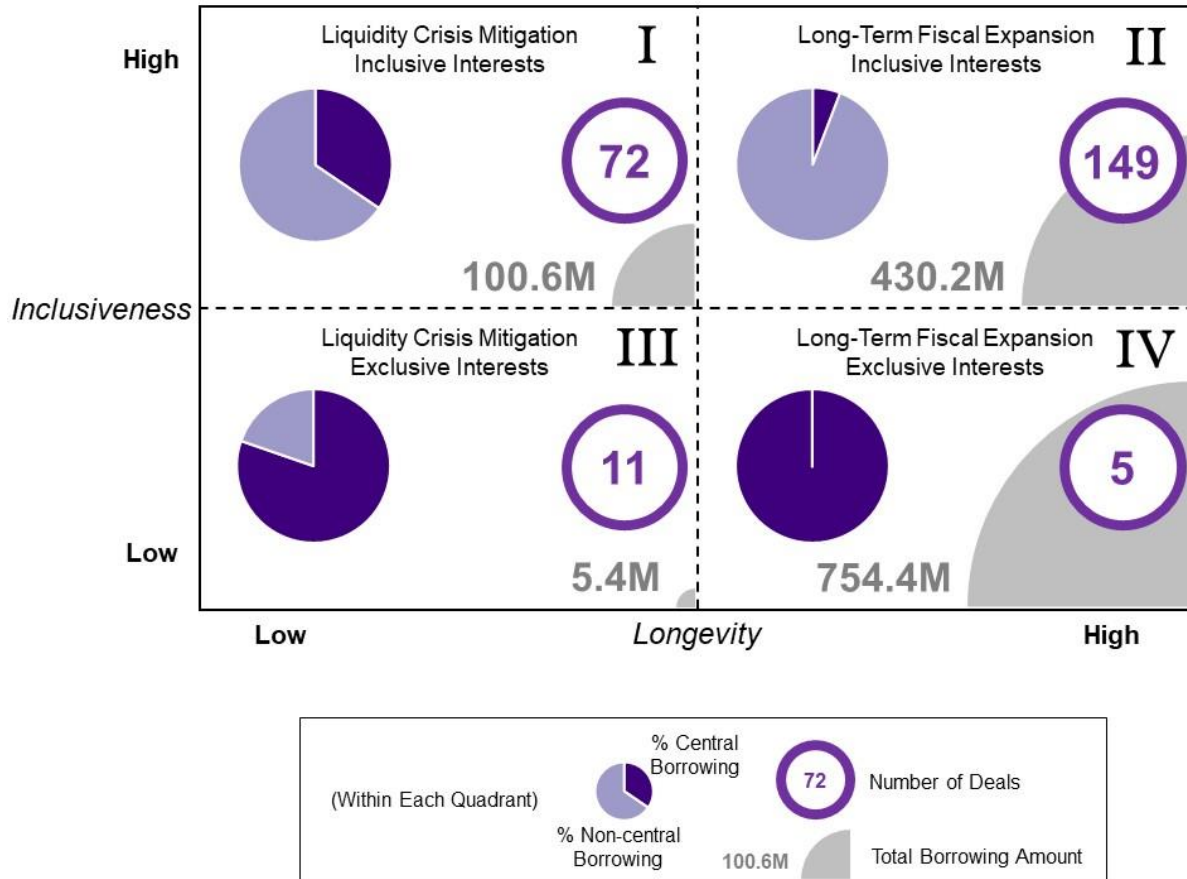 High
Liquidity Crisis Mitigation
Inclusive Interests
I
72
100.6M
Long-Term Fiscal Expansion
Inclusive Interests
II
149
430.2M
Inclusiveness
Liquidity Crisis Mitigation
Exclusive Interests
III
11
5.4M
Long-Term Fiscal Expansion
Exclusive Interests
IV
5
754.4M
Low
Low
Longevity
High
(Within Each Quadrant)
% Central
Borrowing
% Non-central
Borrowing
72
Number of Deals
100.6M
Total Borrowing Amount